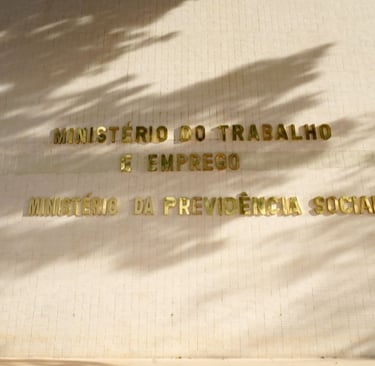 MINISTÉRIO DO TRABALHO
E EMPREGO
MINISTÉRIO DA PREVIDÊNCIA SOCIAL